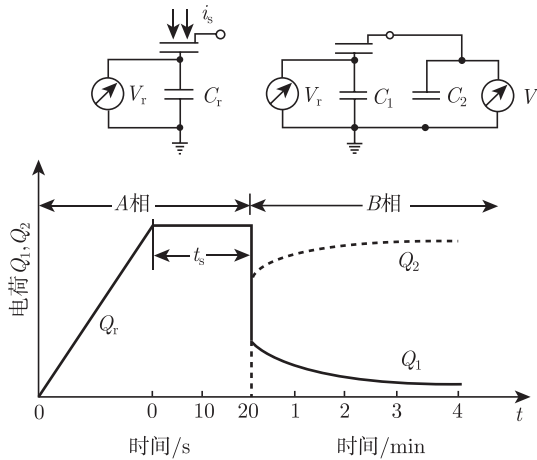 i_s
V_r C_r V_r C_1 C_2 V
A相 B相
t_s
Q_2
Q_r
Q_1
电荷 Q_1, Q_2
0 0 10 20 1 2 3 4 t
时间/s 时间/min